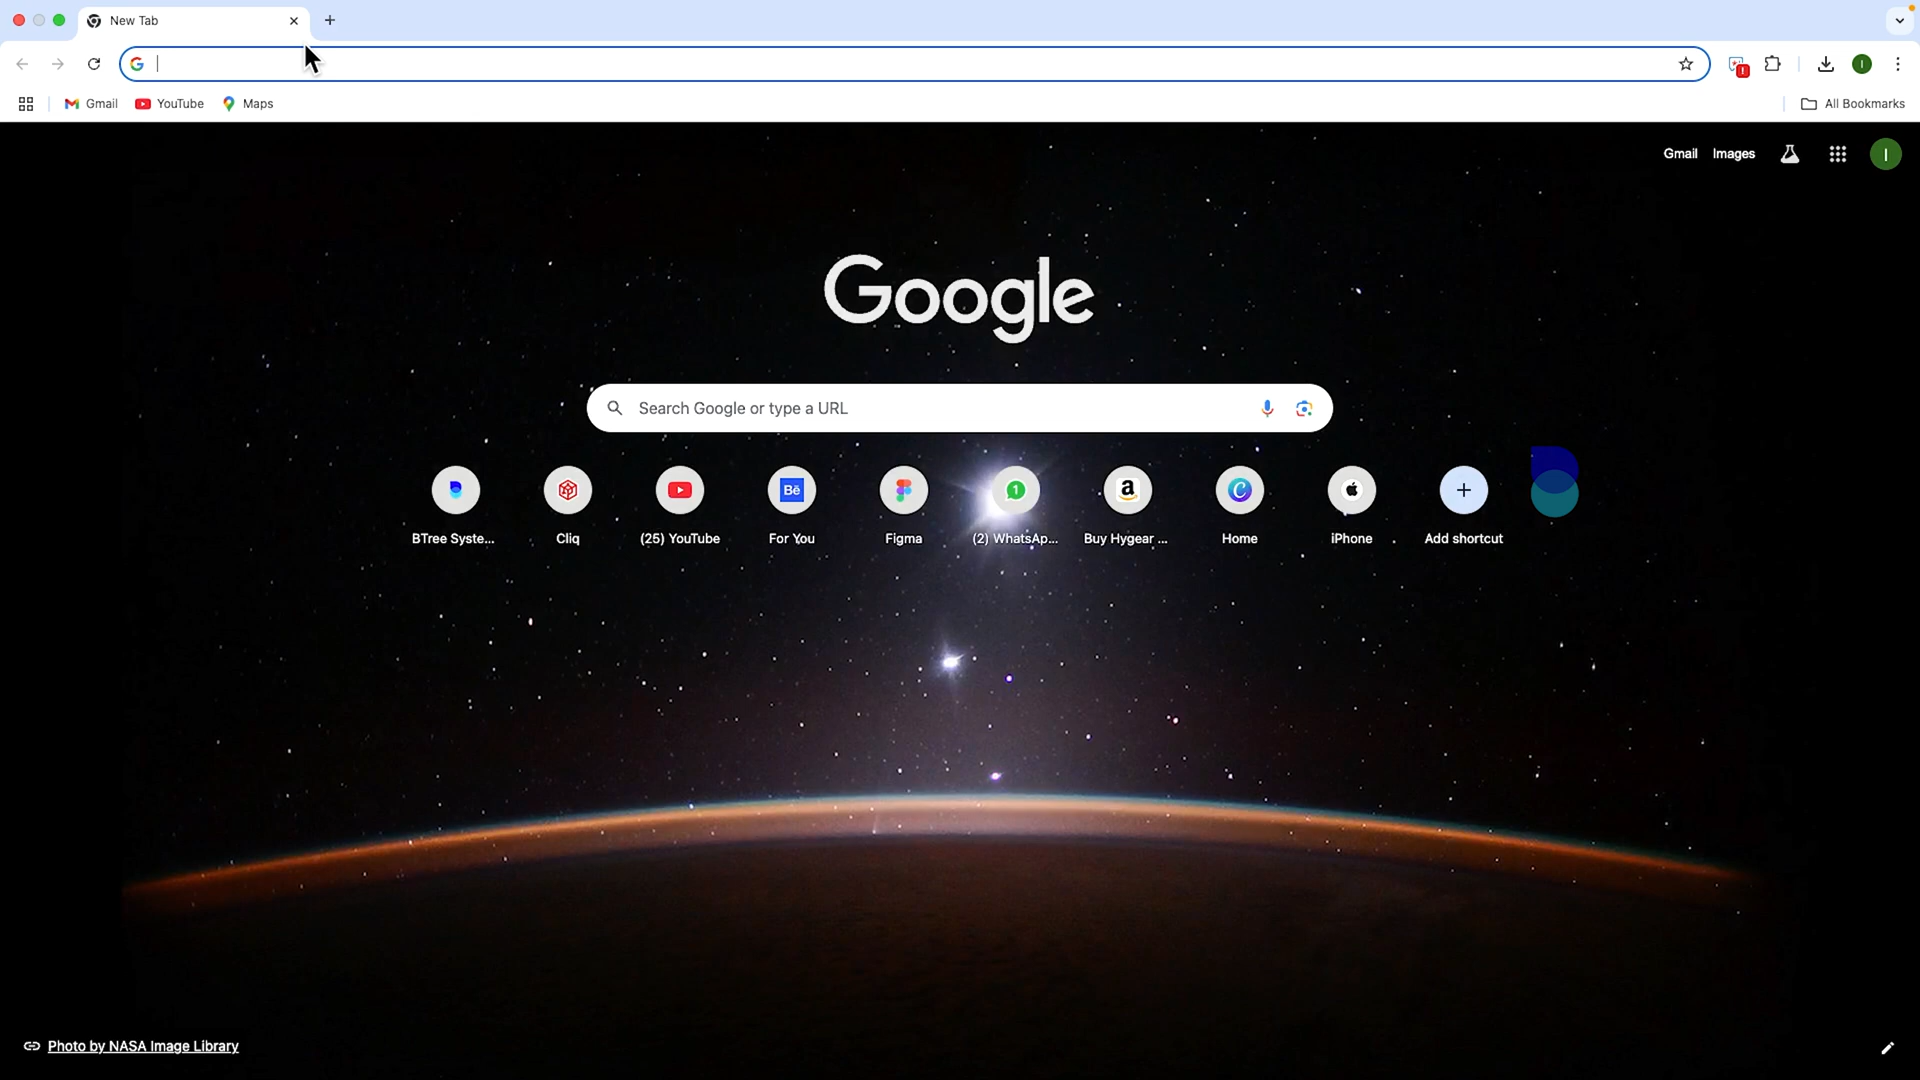 New Tab
Gmail YouTube Maps All Bookmarks
Gmail Images I
Google
Search Google or type a URL
BTree Syste... Cliq (25) YouTube For You Figma (2) WhatsAp... Buy Hygear ... Home iPhone Add shortcut
Photo by NASA Image Library